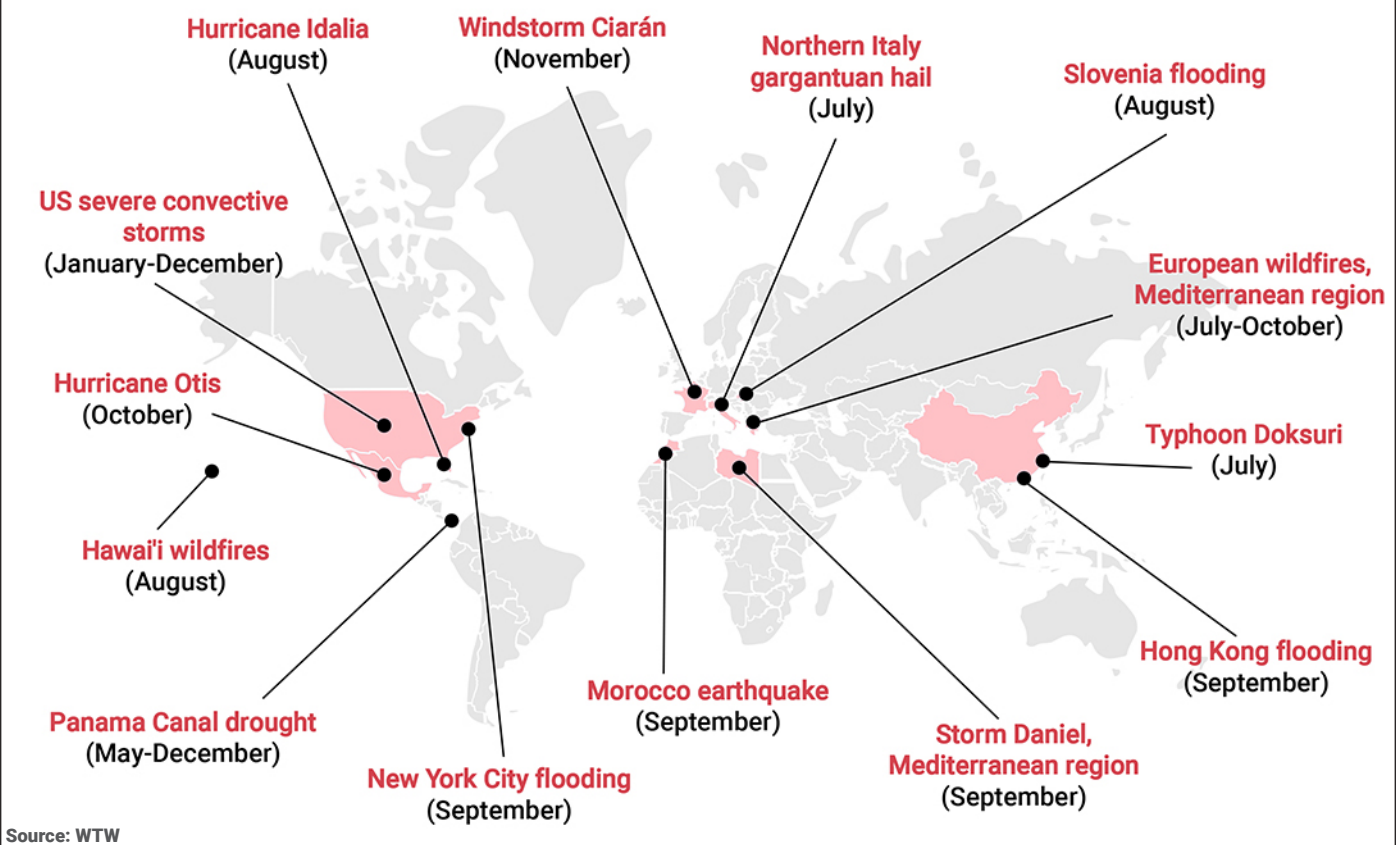 Hurricane Idalia
(August)
Windstorm Ciarán
(November)
Northern Italy
gargantuan hail
(July)
Slovenia flooding
(August)
US severe convective
storms
(January-December)
European wildfires,
Mediterranean region
(July-October)
Hurricane Otis
(October)
Typhoon Doksuri
(July)
Hawai'i wildfires
(August)
Hong Kong flooding
(September)
Morocco earthquake
(September)
Panama Canal drought
(May-December)
Storm Daniel,
Mediterranean region
(September)
New York City flooding
(September)
Source: WTW